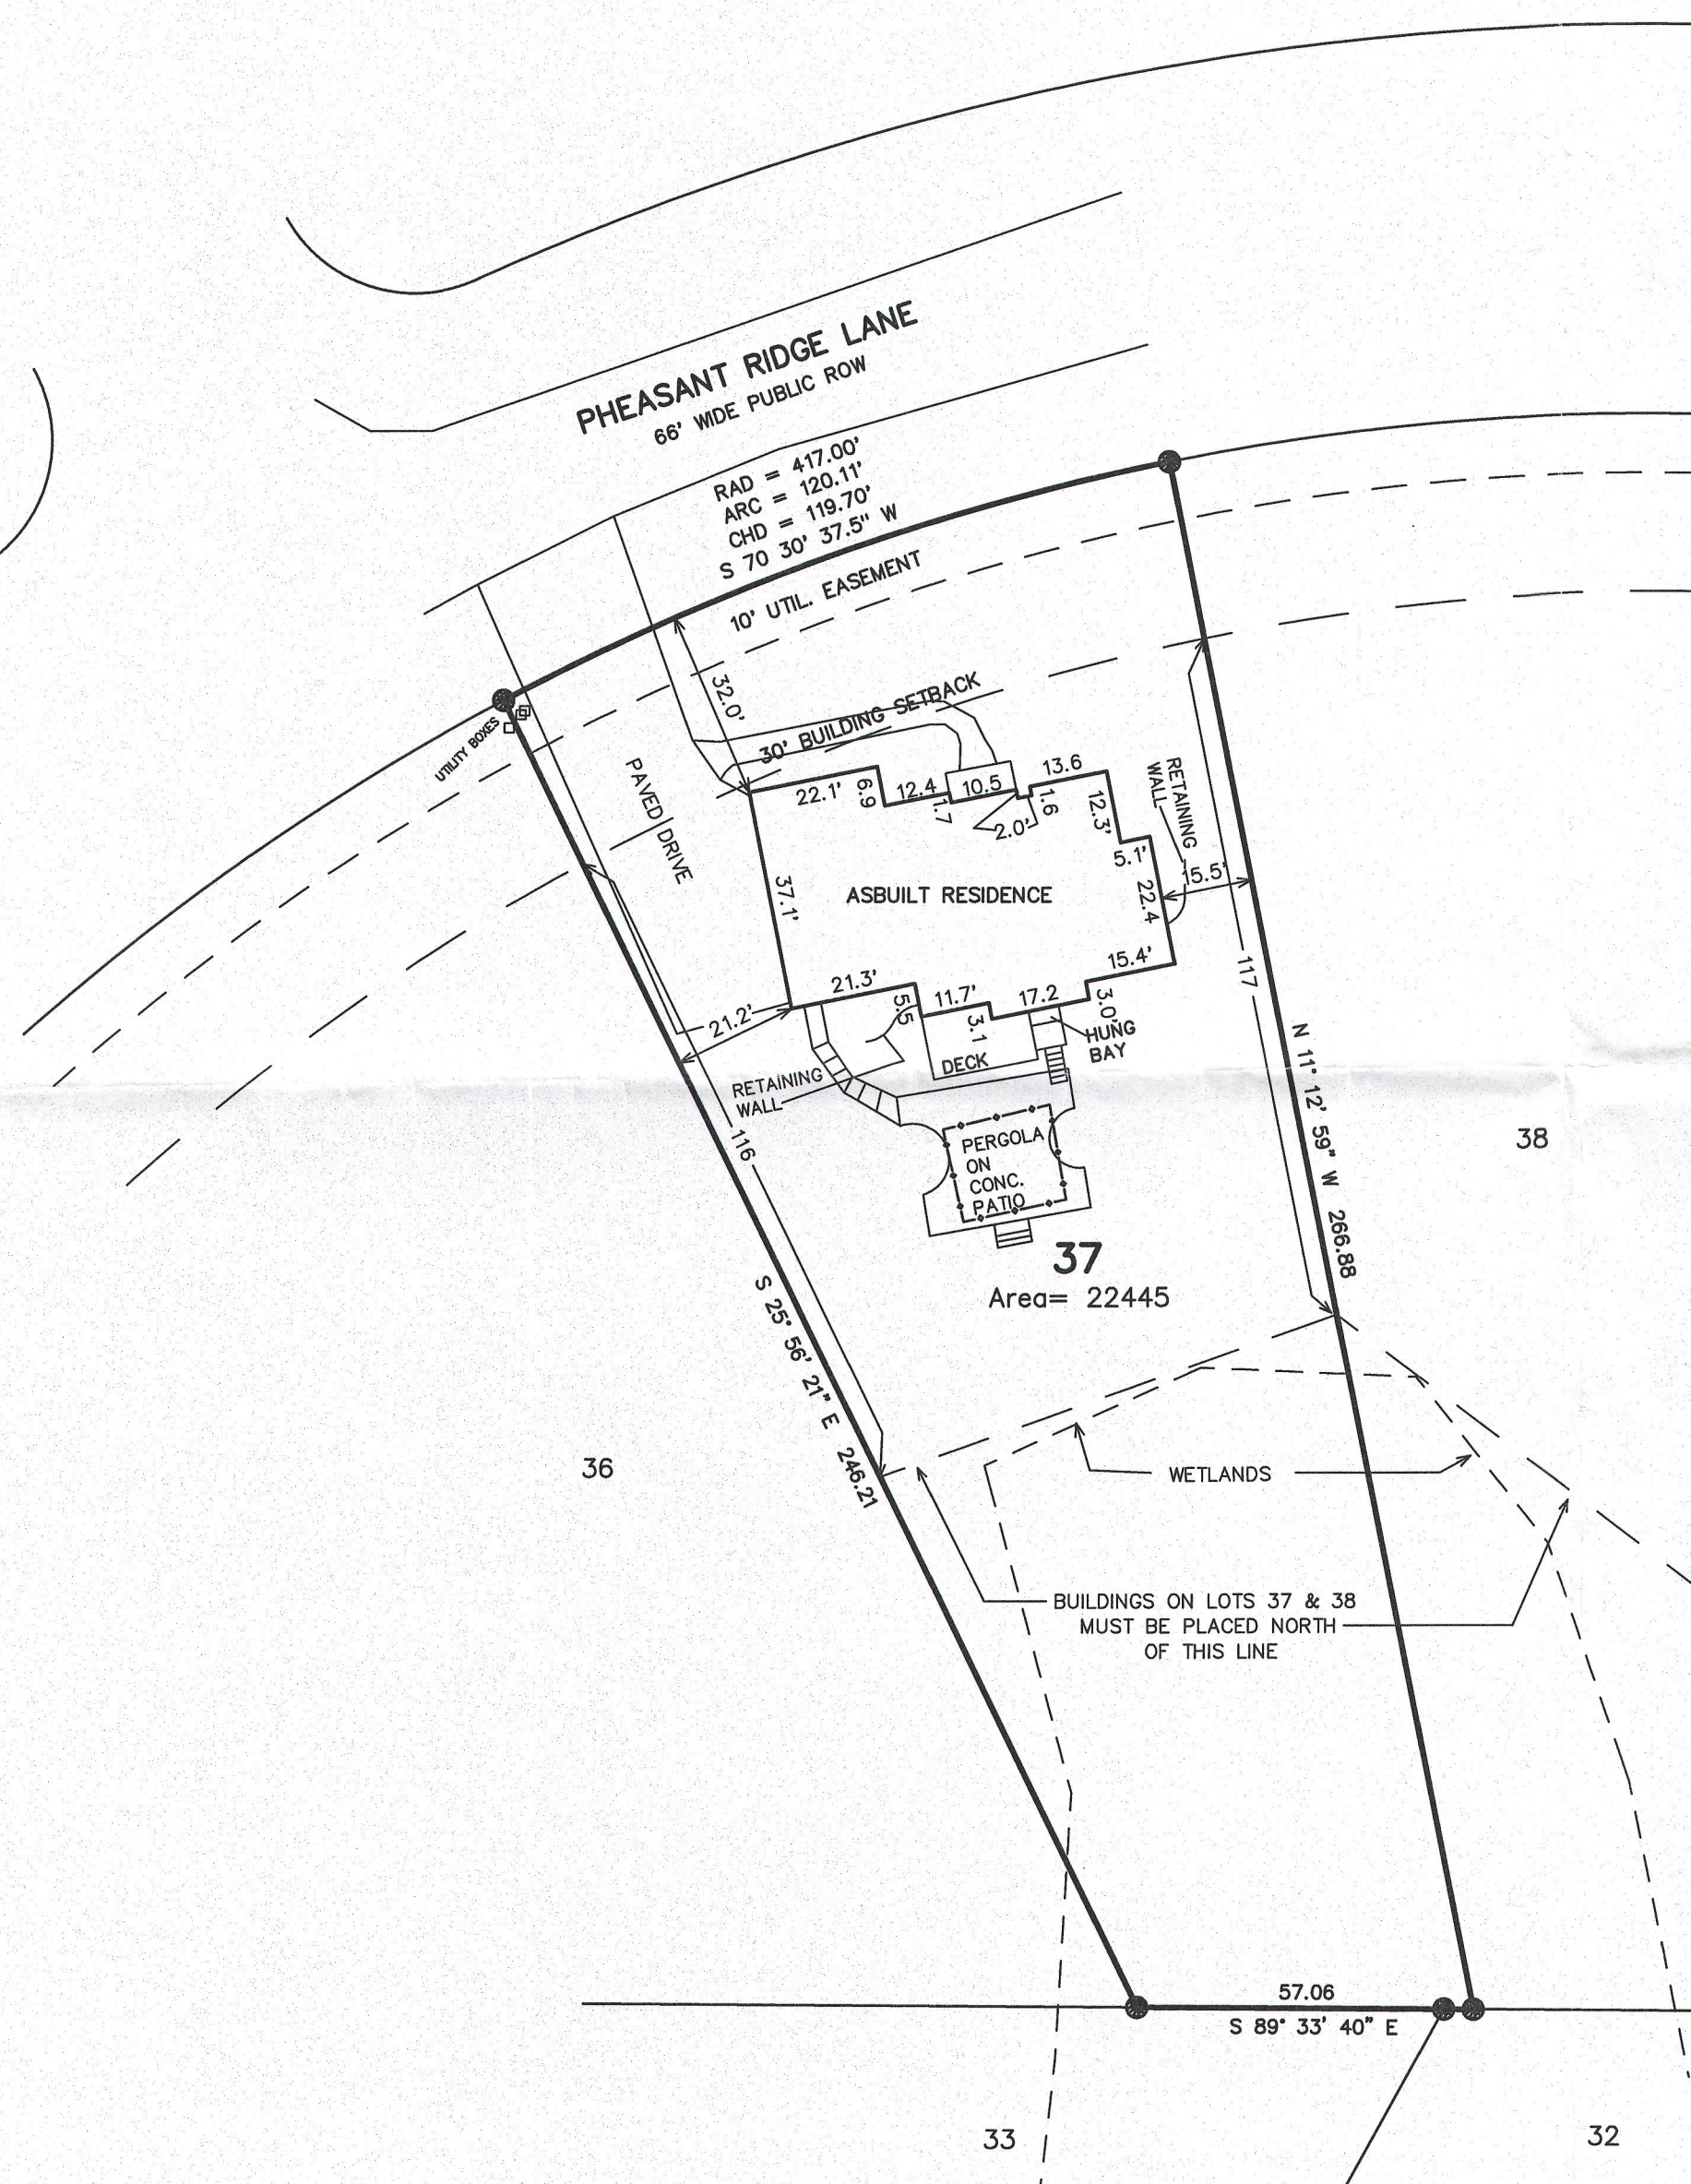 PHEASANT RIDGE LANE
66' WIDE PUBLIC ROW
RAD = 417.00'
ARC = 120.11'
CHD = 119.70'
S 70 30' 37.5" W
10' UTIL. EASEMENT
32.0'
30' BUILDING SETBACK
UTILITY BOXES
PAVED DRIVE
22.1'
6.9
12.4
1.7
10.5
2.0'
1.6
13.6
12.3'
5.1'
RETAINING
WALL
15.5'
22.4
37.1'
ASBUILT RESIDENCE
15.4'
117
21.3'
5.5
11.7'
3.1
17.2
3.0'
HUNG
BAY
21.2'
DECK
RETAINING
WALL
116
PERGOLA
ON
CONC.
PATIO
N 11° 12' 59" W 266.88
38
37
Area= 22445
S 25° 56' 21" E 246.21
36
WETLANDS
BUILDINGS ON LOTS 37 & 38
MUST BE PLACED NORTH
OF THIS LINE
57.06
S 89° 33' 40" E
33
32